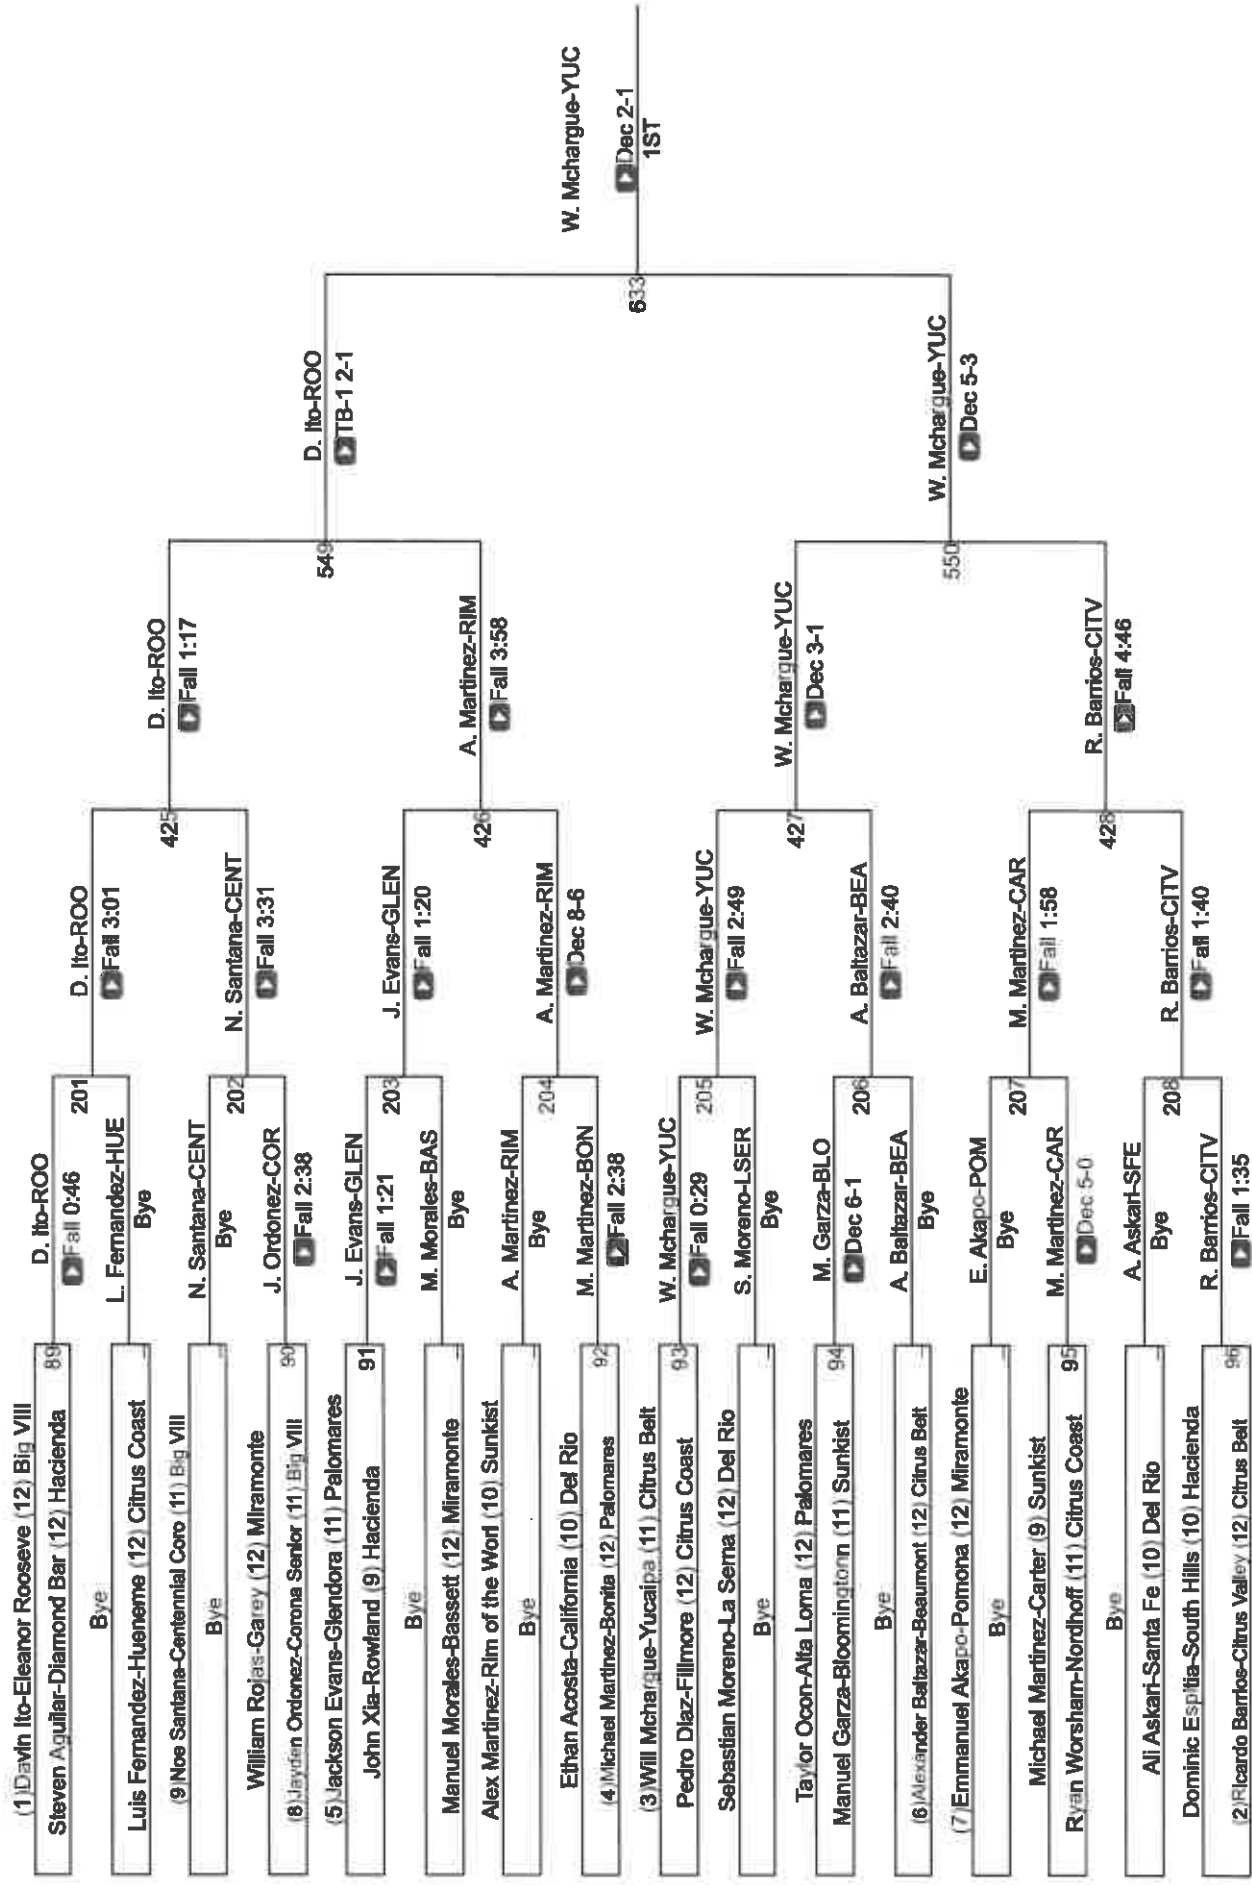 (1)Davin Ito-Eleanor Rooseve (12) Big VIII
Steven Aguilar-Diamond Bar (12) Hacienda
89
Bye
Luis Fernandez-Hueneme (12) Citrus Coast
(9)Noe Santana-Centennial Coro (11) Big VIII
Bye
William Rojas-Garey (12) Miramonte
(8)Jayden Ordonez-Corona Senior (11) Big VIII
90
(5)Jackson Evans-Glendora (11) Palomares
John Xia-Rowland (9) Hacienda
91
Bye
Manuel Morales-Bassett (12) Miramonte
Alex Martinez-Rim of the Worl (10) Sunkist
Bye
Ethan Acosta-California (10) Del Rio
(4)Michael Martinez-Bonita (12) Palomares
92
(3)Will Mchargue-Yucaipa (11) Citrus Belt
Pedro Diaz-Fillmore (12) Citrus Coast
93
Sebastian Moreno-La Serna (12) Del Rio
Bye
Taylor Ocon-Alta Loma (12) Palomares
Manuel Garza-Bloomingtonn (11) Sunkist
94
Bye
(6)Alexander Baltazar-Beaumont (12) Citrus Belt
(7)Emmanuel Akapo-Pomona (12) Miramonte
Bye
Michael Martinez-Carter (9) Sunkist
Ryan Worsham-Nordhoff (11) Citrus Coast
95
Bye
Ali Askari-Santa Fe (10) Del Rio
Dominic Espitia-South Hills (10) Hacienda
(2)Ricardo Barrios-Citrus Valley (12) Citrus Belt
96
D. Ito-ROO
Fall 0:46
201
L. Fernandez-HUE
Bye
N. Santana-CENT
Bye
202
J. Ordonez-COR
Fall 2:38
J. Evans-GLEN
Fall 1:21
203
M. Morales-BAS
Bye
A. Martinez-RIM
Bye
204
M. Martinez-BON
Fall 2:38
W. Mchargue-YUC
Fall 0:29
205
S. Moreno-LSER
Bye
M. Garza-BLO
Dec 6-1
206
A. Baltazar-BEA
Bye
E. Akapo-POM
Bye
207
M. Martinez-CAR
Dec 5-0
A. Askari-SFE
Bye
208
R. Barrios-CITV
Fall 1:35
D. Ito-ROO
Fall 3:01
425
N. Santana-CENT
Fall 3:31
J. Evans-GLEN
Fall 1:20
426
A. Martinez-RIM
Dec 8-6
W. Mchargue-YUC
Fall 2:49
427
A. Baltazar-BEA
Fall 2:40
M. Martinez-CAR
Fall 1:58
428
R. Barrios-CITV
Fall 1:40
D. Ito-ROO
Fall 1:17
549
A. Martinez-RIM
Fall 3:58
W. Mchargue-YUC
Dec 3-1
550
R. Barrios-CITV
Fall 4:46
D. Ito-ROO
TB-1 2-1
633
W. Mchargue-YUC
Dec 5-3
W. Mchargue-YUC
Dec 2-1
1ST